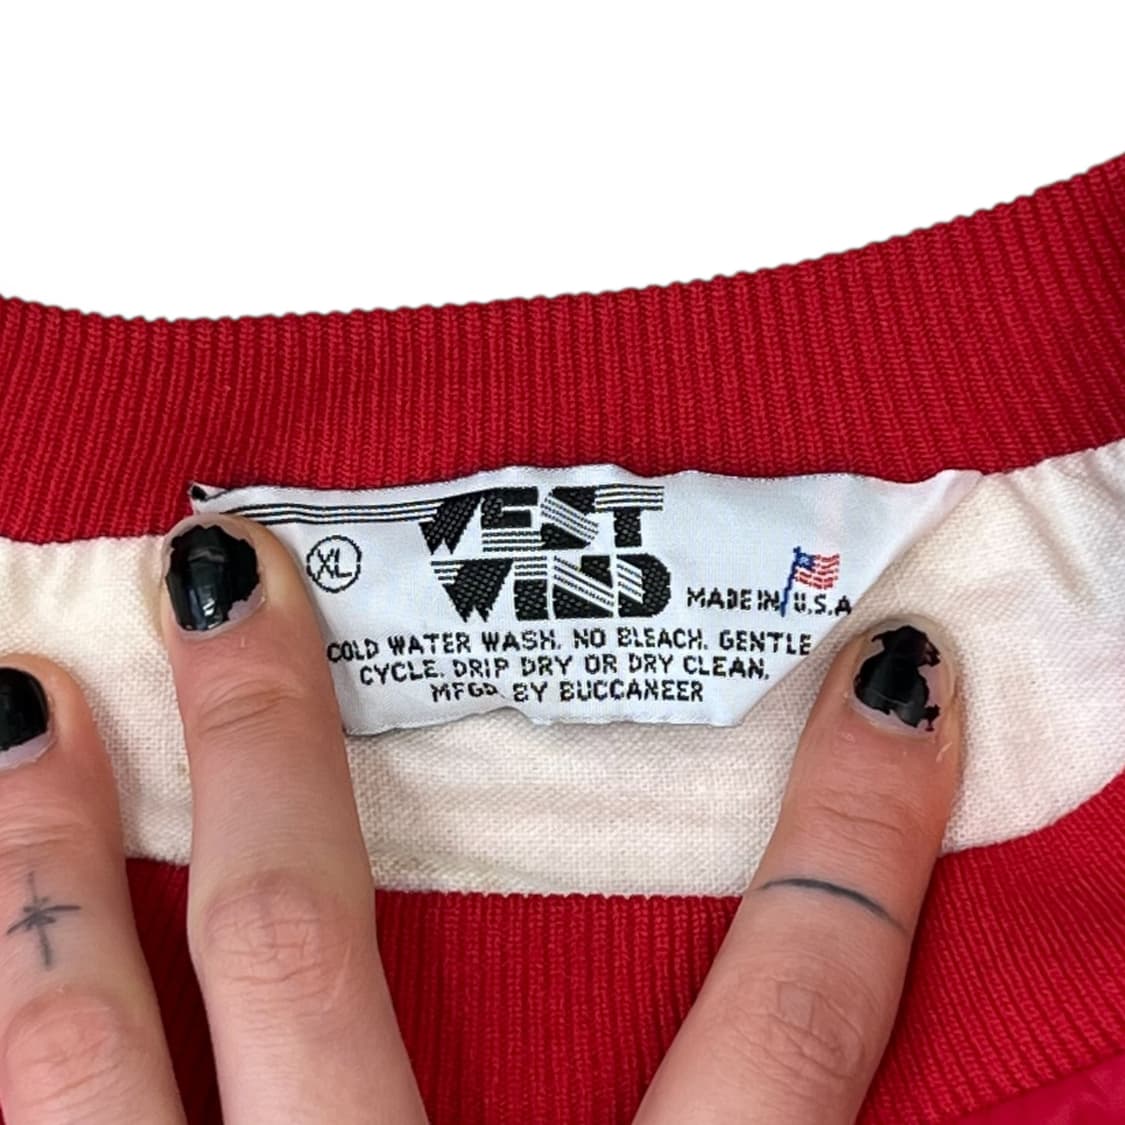 WEST
WIND
XL
MADE IN U.S.A
COLD WATER WASH. NO BLEACH. GENTLE
CYCLE. DRIP DRY OR DRY CLEAN.
MFGD. BY BUCCANEER